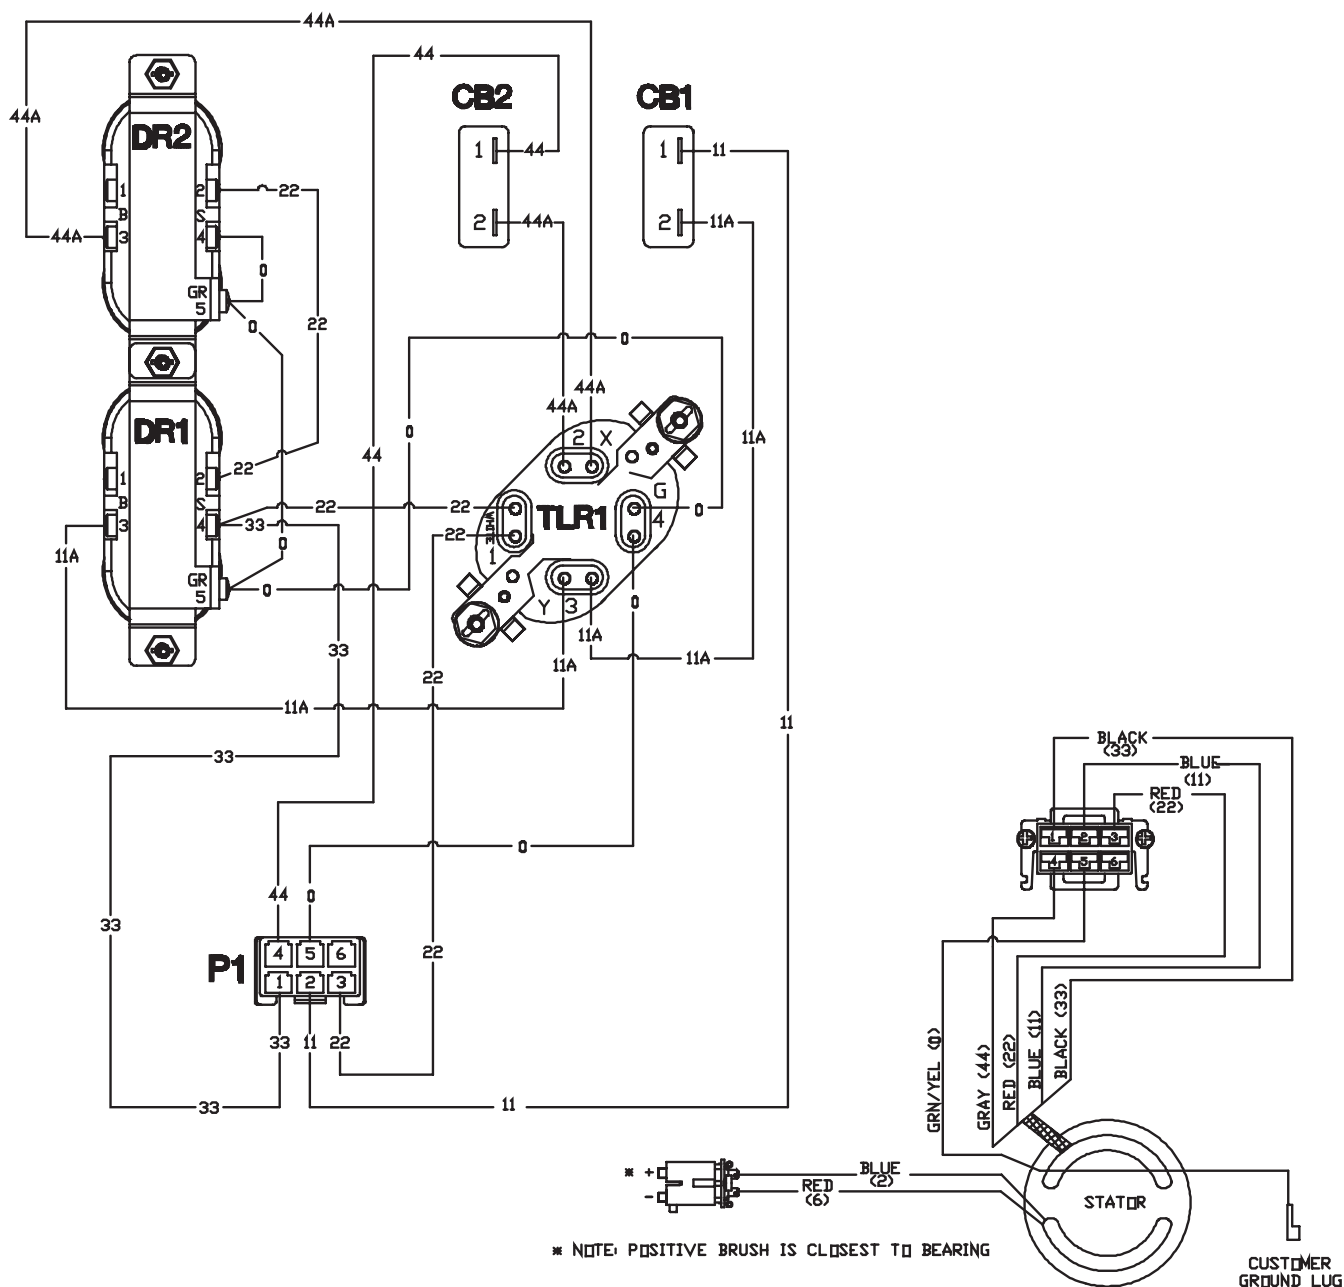 44A
44
CB2
CB1
44A
DR2
1
44
1
11
1
2
22
B
S
2
44A
2
11A
44A
3
4
0
GR
5
0
22
0
44A
44A
0
DR1
2
X
11A
44
1
2
22
G
B
S
22
22
TLR1
4
0
3
4
33
22
WHITE
1
11A
0
GR
5
0
Y
3
0
11A
33
11A
11A
22
11A
11
33
BLACK
(33)
BLUE
(11)
RED
(22)
1
2
3
0
4
5
6
44
0
33
22
P1
4
5
6
1
2
3
33
11
22
33
11
GRN/YEL (0)
GRAY (44)
RED (22)
BLUE (11)
BLACK (33)
* +
-
BLUE
(2)
RED
(6)
STATOR
* NOTE: POSITIVE BRUSH IS CLOSEST TO BEARING
CUSTOMER
GROUND LUG